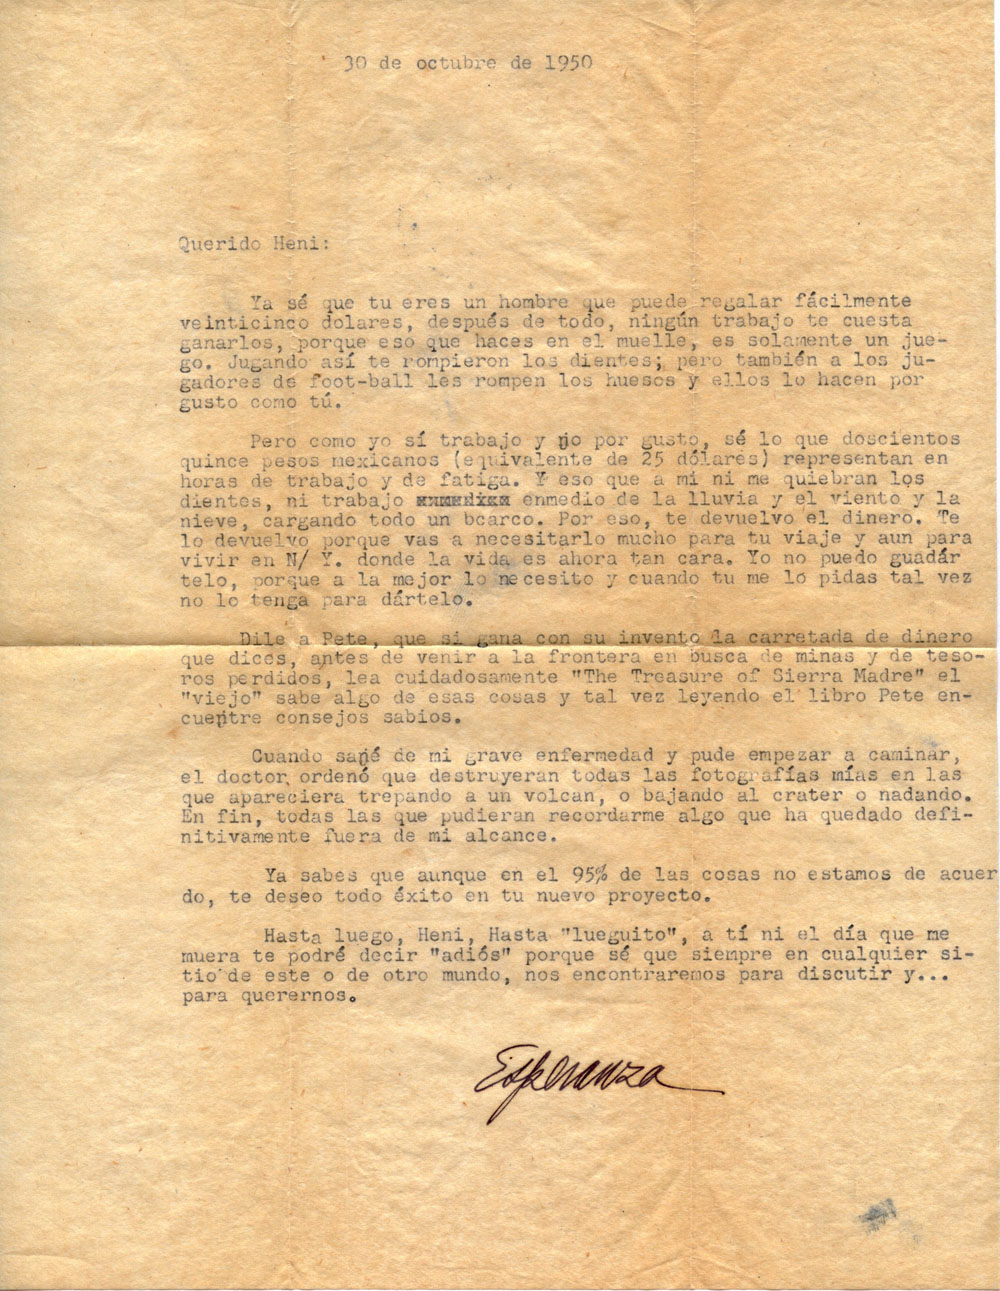 30 de octubre de 1950
Querido Heni:
Ya sé que tu eres un hombre que puede regalar fácilmente
veinticinco dolares, después de todo, ningún trabajo te cuesta
ganarlos, porque eso que haces en el muelle, es solamente un jue-
go. Jugando así te rompieron los dientes; pero también a los ju-
gadores de foot-ball les rompen los huesos y ellos lo hacen por
gusto como tú.
Pero como yo sí trabajo y no por gusto, sé lo que doscientos
quince pesos mexicanos (equivalente de 25 dólares) representan en
horas de trabajo y de fatiga. Y eso que a mi ni me quiebran los
dientes, ni trabajo enmedio de la lluvia y el viento y la
nieve, cargando todo un bcarco. Por eso, te devuelvo el dinero. Te
lo devuelvo porque vas a necesitarlo mucho para tu viaje y aun para
vivir en N/ Y. donde la vida es ahora tan cara. Yo no puedo guadár
telo, porque a la mejor lo necesito y cuando tu me lo pidas tal vez
no lo tenga para dártelo.
Dile a Pete, que si gana con su invento la carretada de dinero
que dices, antes de venir a la frontera en busca de minas y de teso-
ros perdidos, lea cuidadosamente "The Treasure of Sierra Madre" el
"viejo" sabe algo de esas cosas y tal vez leyendo el libro Pete en-
cuentre consejos sabios.
Cuando sané de mi grave enfermedad y pude empezar a caminar,
el doctor ordenó que destruyeran todas las fotografías mías en las
que apareciera trepando a un volcan, o bajando al crater o nadando.
En fin, todas las que pudieran recordarme algo que ha quedado defi-
nitivamente fuera de mi alcance.
Ya sabes que aunque en el 95% de las cosas no estamos de acuer
do, te deseo todo éxito en tu nuevo proyecto.
Hasta luego, Heni, Hasta "lueguito", a tí ni el día que me
muera te podré decir "adiós" porque sé que siempre en cualquier si-
tio de este o de otro mundo, nos encontraremos para discutir y...
para querernos.
Esperanza